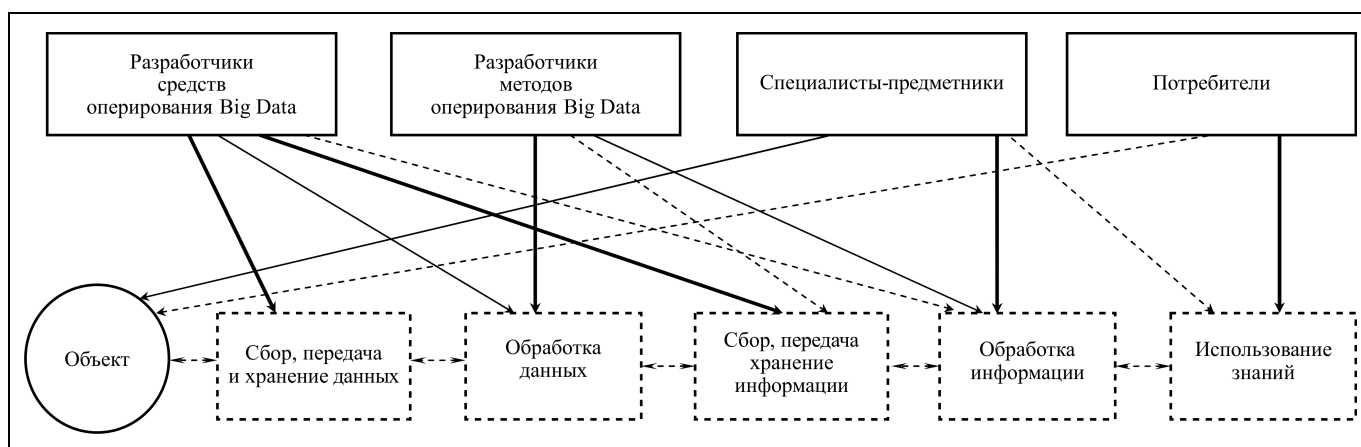 Разработчики
средств
оперирования Big Data
Разработчики
методов
оперирования Big Data
Специалисты-предметники
Потребители
Объект
Сбор, передача
и хранение данных
Обработка
данных
Сбор, передача
хранение
информации
Обработка
информации
Использование
знаний